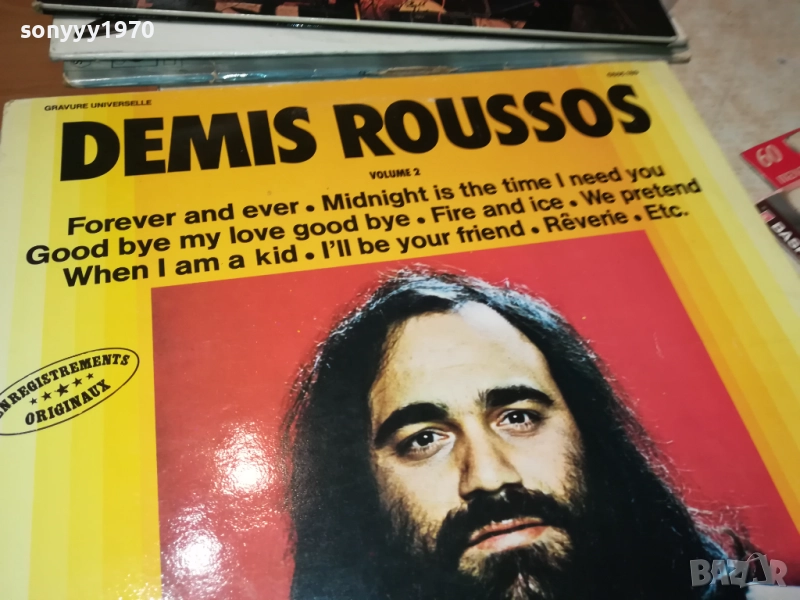 sonyyy1970
GRAVURE UNIVERSELLE
DEMIS ROUSSOS
VOLUME 2
Forever and ever • Midnight is the time I need you
Good bye my love good bye • Fire and ice • We pretend
When I am a kid • I'll be your friend • Rêverie • Etc.
ENREGISTREMENTS
ORIGINAUX
60
BASF
BAZAR